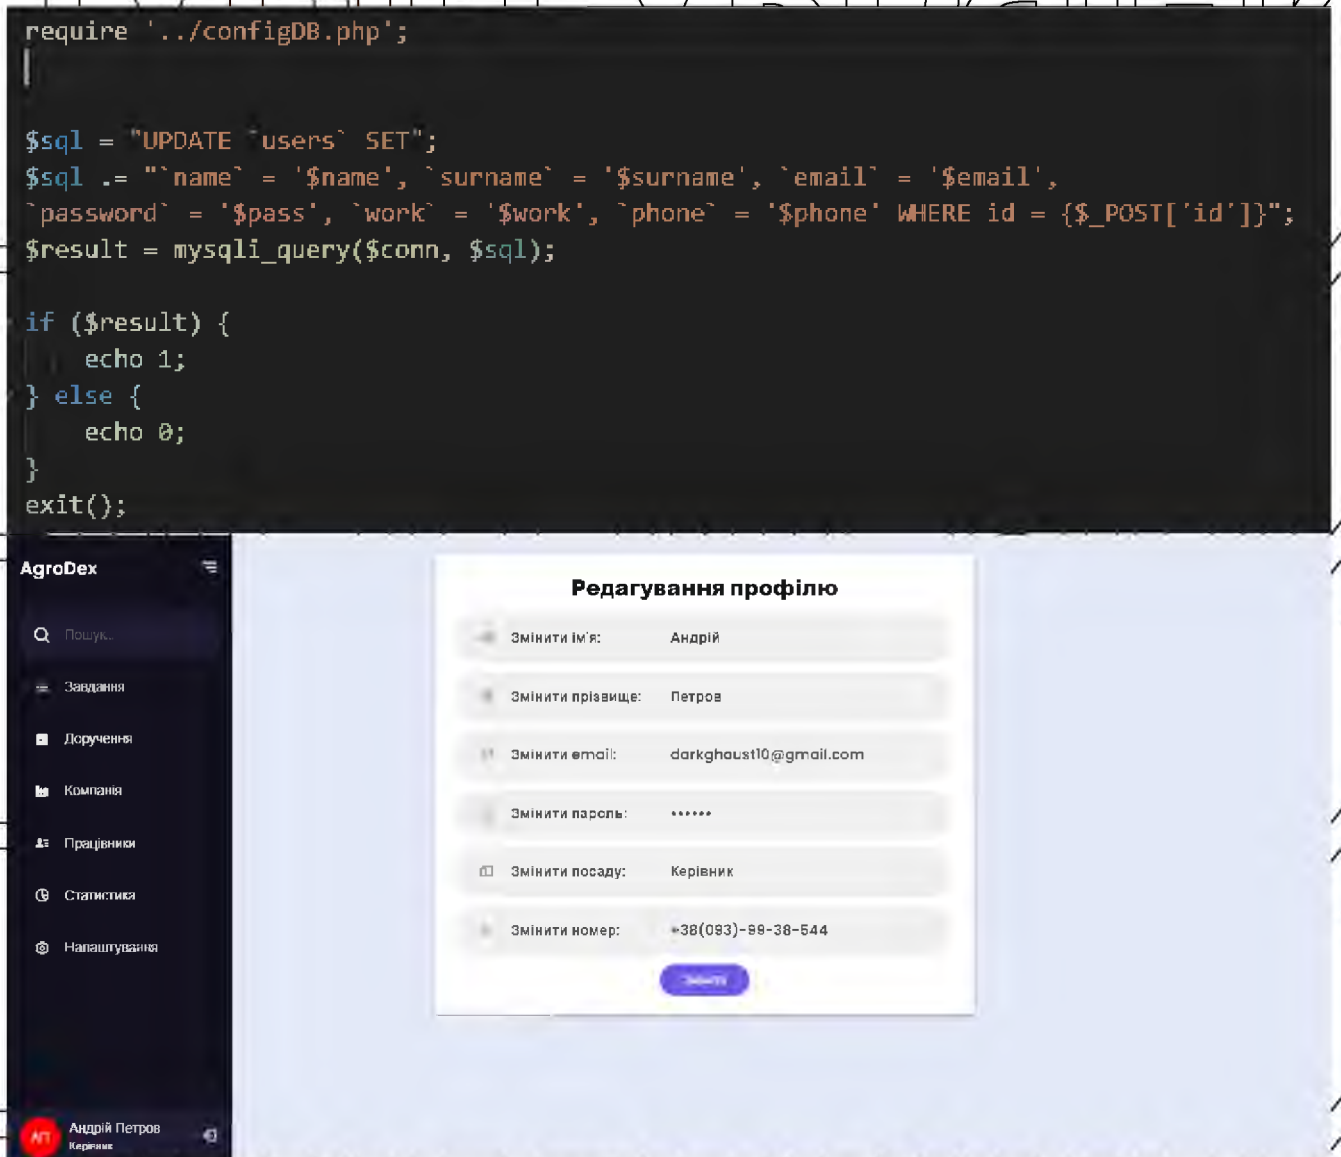 require '../configDB.php';
$sql = "UPDATE `users` SET";
$sql .= "`name` = '$name', `surname` = '$surname', `email` = '$email',
`password` = '$pass', `work` = '$work', `phone` = '$phone' WHERE id = {$_POST['id']}";
$result = mysqli_query($conn, $sql);
if ($result) {
echo 1;
} else {
echo 0;
}
exit();
AgroDex
Пошук...
Завдання
Доручення
Компанія
Працівники
Статистика
Налаштування
АП
Андрій Петров
Керівник
Редагування профілю
Змінити ім'я: Андрій
Змінити прізвище: Петров
Змінити email: darkghaust10@gmail.com
Змінити пароль: ••••••
Змінити посаду: Керівник
Змінити номер: +38(093)-99-38-544